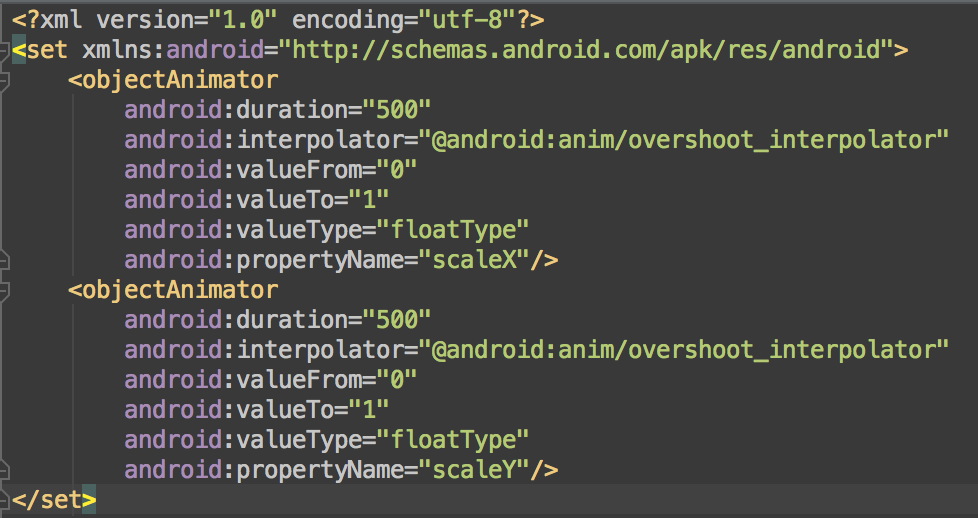 <?xml version="1.0" encoding="utf-8"?>
<set xmlns:android="http://schemas.android.com/apk/res/android">
    <objectAnimator
        android:duration="500"
        android:interpolator="@android:anim/overshoot_interpolator"
        android:valueFrom="0"
        android:valueTo="1"
        android:valueType="floatType"
        android:propertyName="scaleX"/>
    <objectAnimator
        android:duration="500"
        android:interpolator="@android:anim/overshoot_interpolator"
        android:valueFrom="0"
        android:valueTo="1"
        android:valueType="floatType"
        android:propertyName="scaleY"/>
</set>